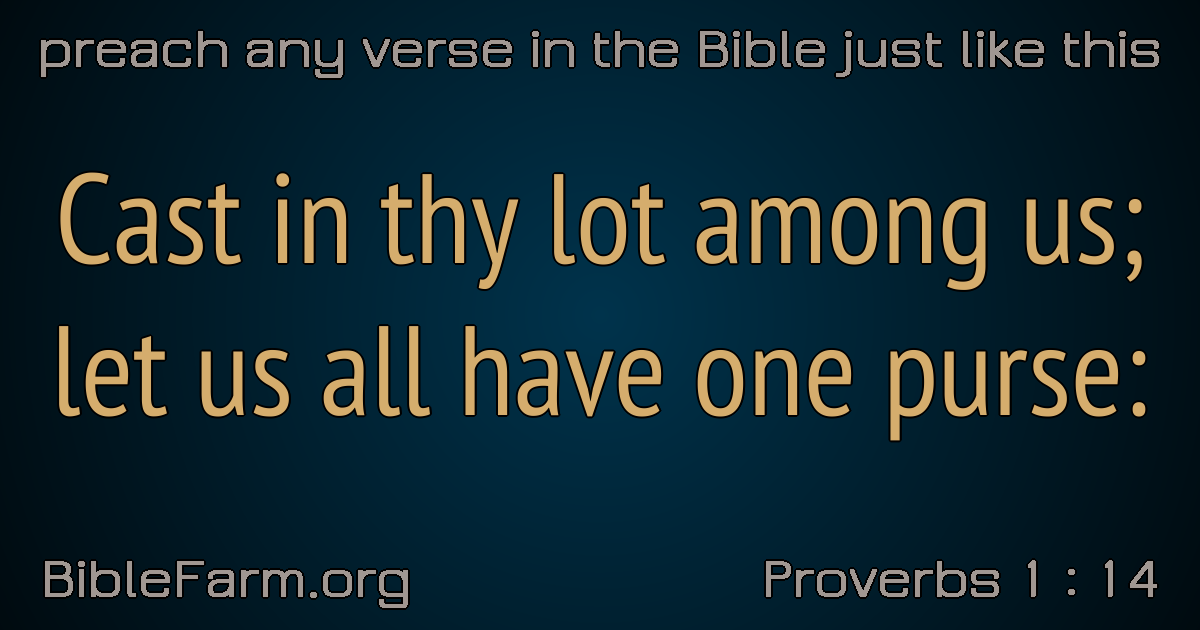 preach any verse in the Bible just like this
Cast in thy lot among us;
let us all have one purse:
BibleFarm.org
Proverbs 1 : 14